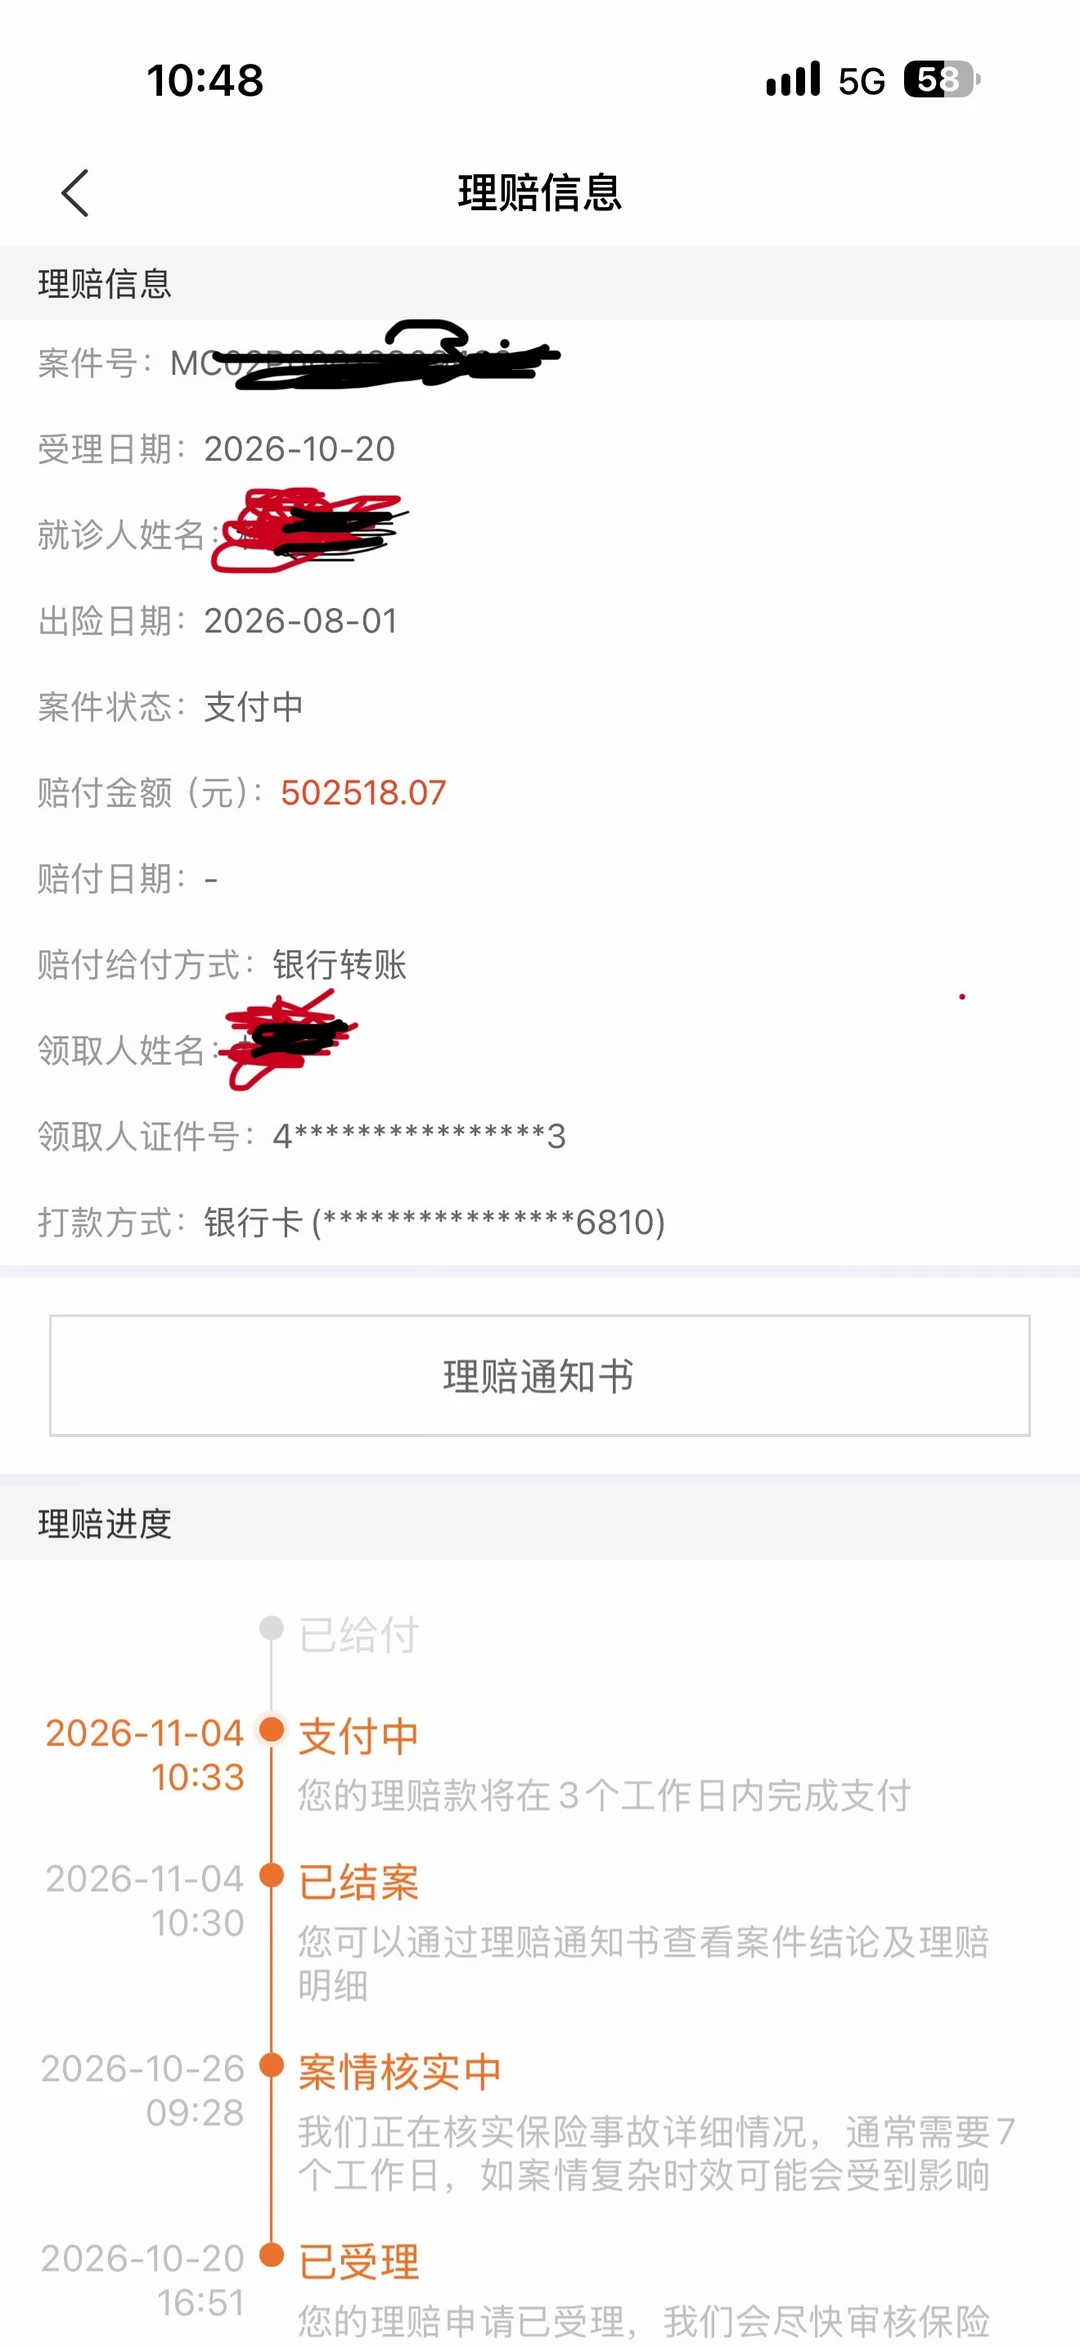 10:48
5G 58
理赔信息
理赔信息
案件号：MC
受理日期：2026-10-20
就诊人姓名：
出险日期：2026-08-01
案件状态：支付中
赔付金额（元）：502518.07
赔付日期：-
赔付给付方式：银行转账
领取人姓名：
领取人证件号：4****************3
打款方式：银行卡(****************6810)
理赔通知书
理赔进度
已给付
2026-11-04 支付中
10:33
您的理赔款将在3个工作日内完成支付
2026-11-04 已结案
10:30
您可以通过理赔通知书查看案件结论及理赔
明细
2026-10-26 案情核实中
09:28
我们正在核实保险事故详细情况，通常需要7
个工作日，如案情复杂时效可能会受到影响
2026-10-20 已受理
16:51
您的理赔申请已受理，我们会尽快审核保险